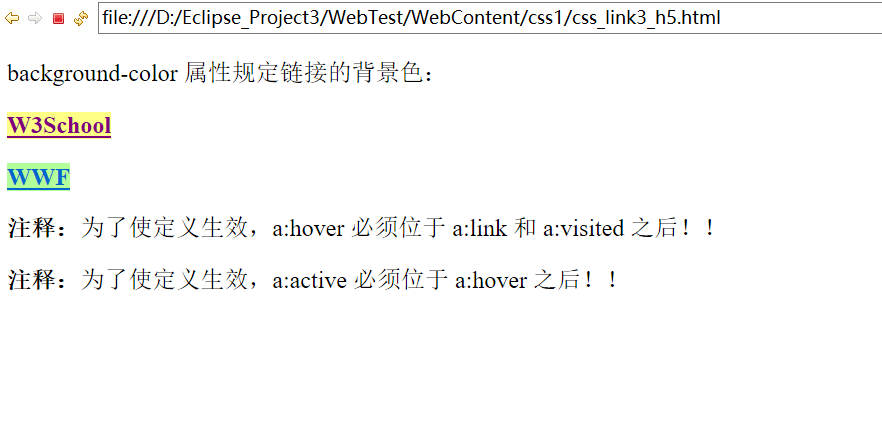 file:///D:/Eclipse_Project3/WebTest/WebContent/css1/css_link3_h5.html
background-color 属性规定链接的背景色：
W3School
WWF
注释：为了使定义生效，a:hover 必须位于 a:link 和 a:visited 之后！！
注释：为了使定义生效，a:active 必须位于 a:hover 之后！！